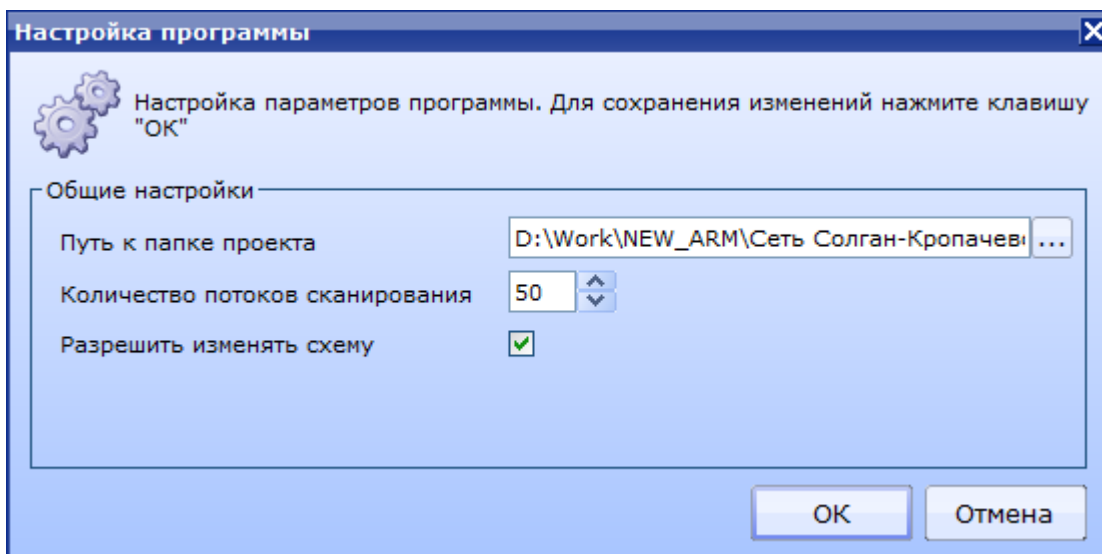 Настройка программы
Настройка параметров программы. Для сохранения изменений нажмите клавишу
"ОК"
Общие настройки
Путь к папке проекта D:\Work\NEW_ARM\Сеть Солган-Кропачев ...
Количество потоков сканирования 50
Разрешить изменять схему
ОК Отмена